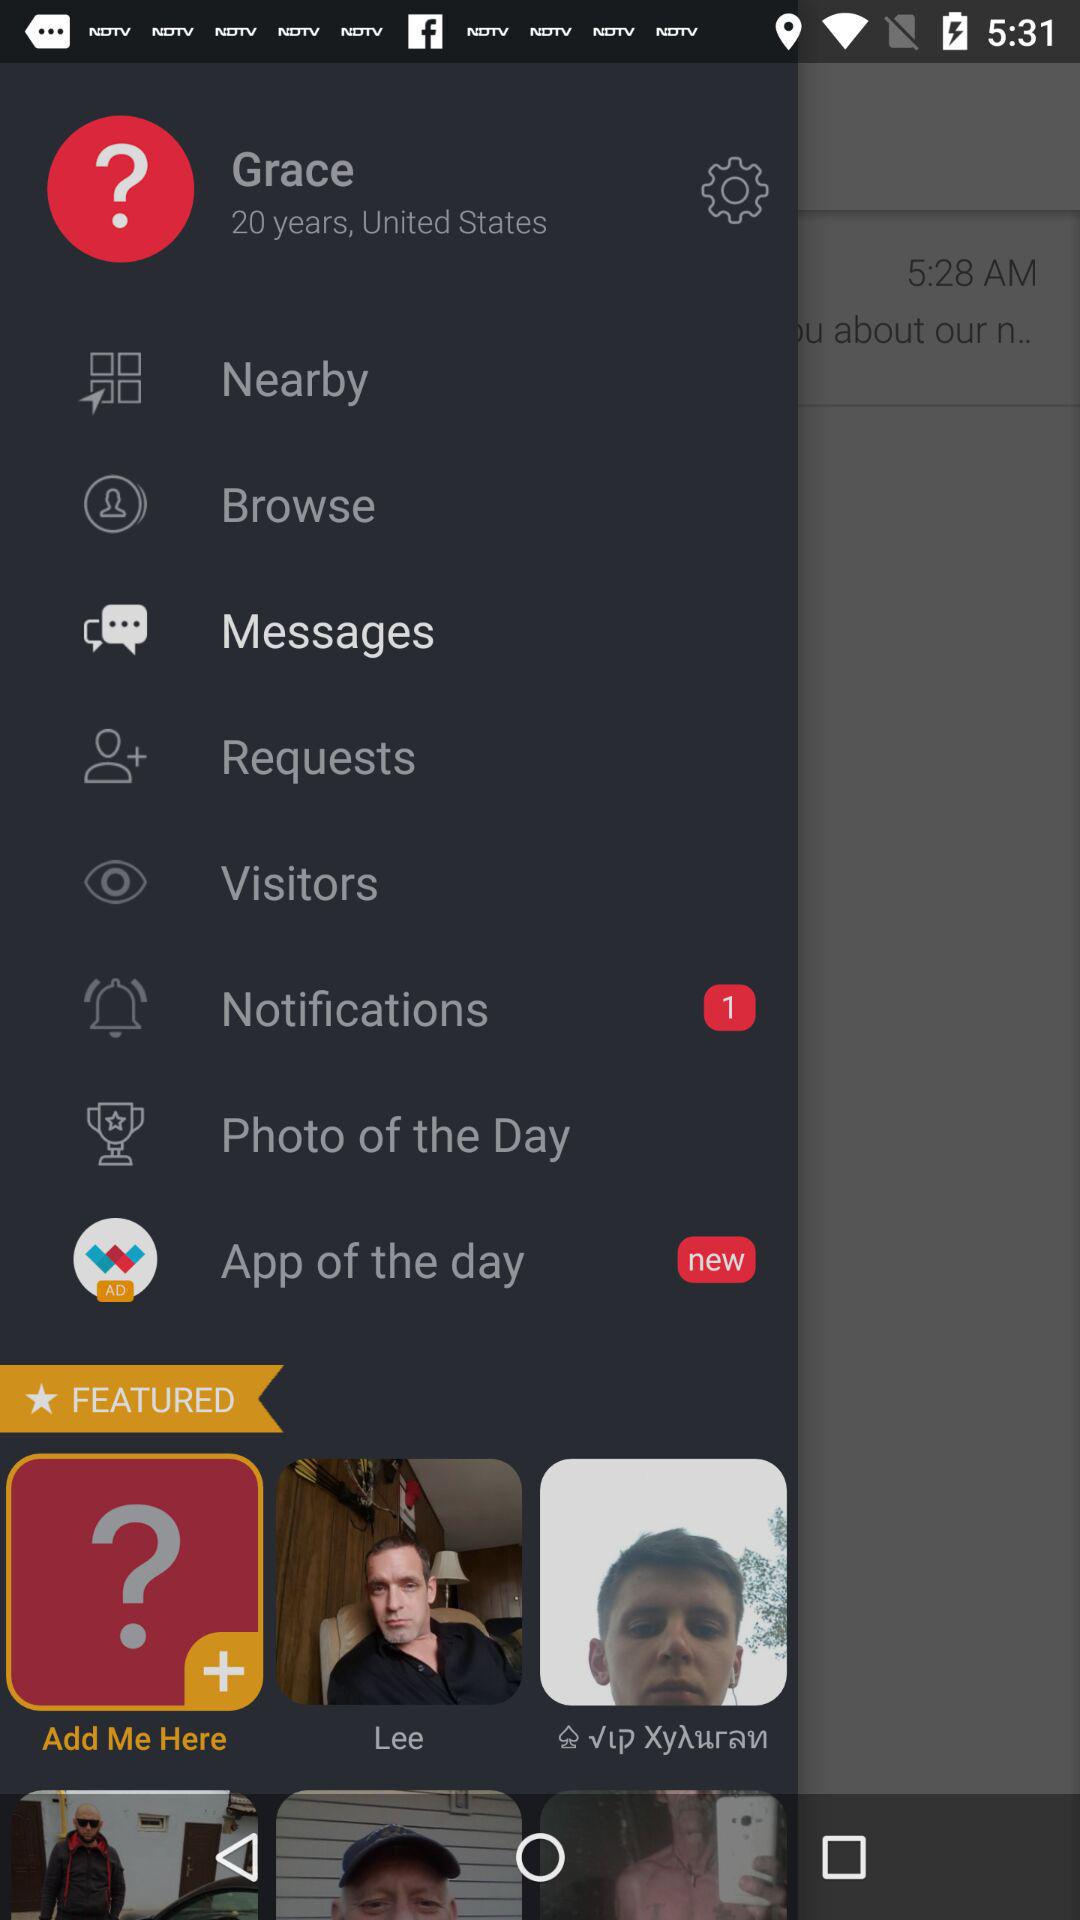 NDTV NDTV NDTV NDTV NDTV NDTV NDTV NDTV NDTV 5:31
Grace
20 years, United States
5:28 AM
ou about our n..
Nearby
Browse
Messages
Requests
Visitors
Notifications 1
Photo of the Day
AD App of the day new
FEATURED
Add Me Here Lee